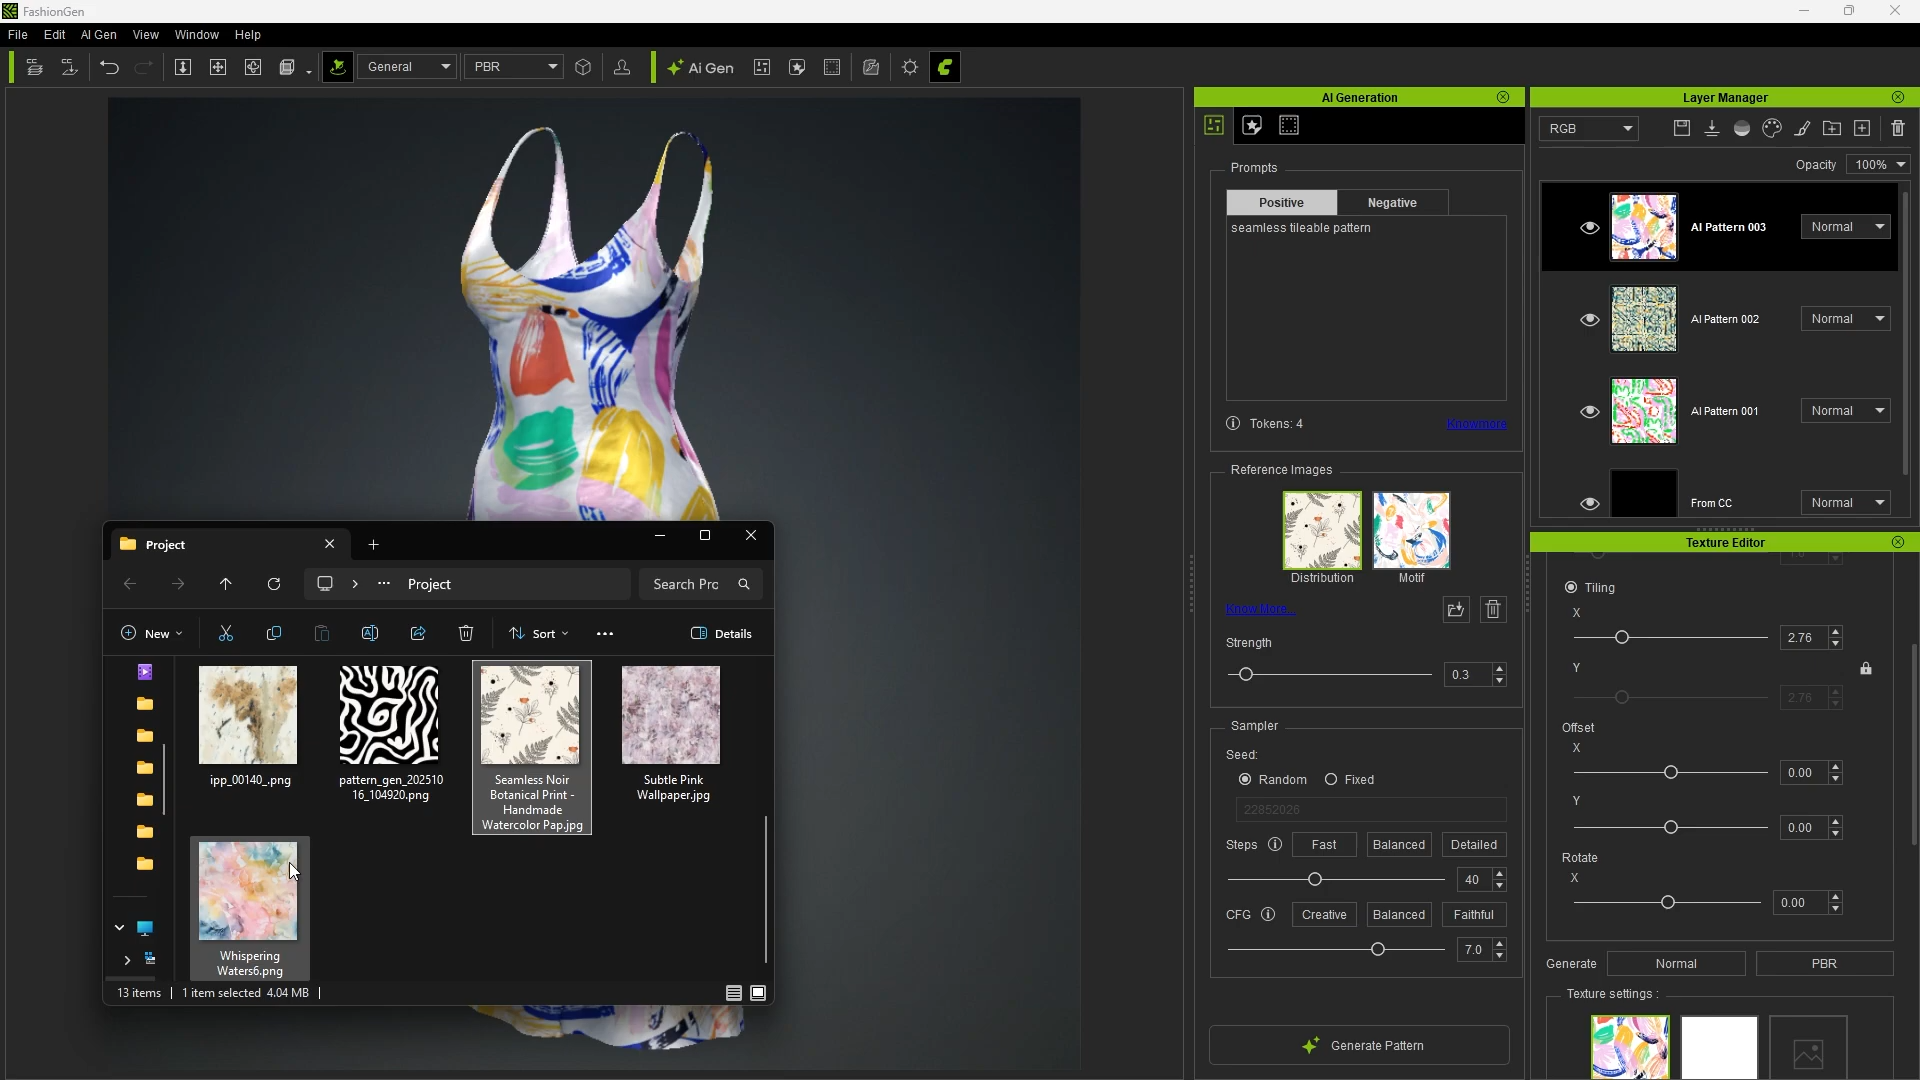 FashionGen
File Edit AI Gen View Window Help
General PBR Ai Gen
AI Generation
Prompts
Positive Negative
seamless tileable pattern
Tokens: 4 Knowmore
Reference Images
Distribution Motif
Know More...
Strength
0.3
Sampler
Seed:
Random Fixed
22852026
Steps Fast Balanced Detailed
40
CFG Creative Balanced Faithful
7.0
Generate Pattern
Layer Manager
RGB
Opacity 100%
AI Pattern 003 Normal
AI Pattern 002 Normal
AI Pattern 001 Normal
From CC Normal
Texture Editor
Tiling
X
2.76
Y
2.76
Offset
X
0.00
Y
0.00
Rotate
X
0.00
Generate Normal PBR
Texture settings :
Project
Project Search Pro
New Sort Details
ipp_00140_.png
pattern_gen_202510
16_104920.png
Seamless Noir
Botanical Print -
Handmade
Watercolor Pap.jpg
Subtle Pink
Wallpaper.jpg
Whispering
Waters6.png
13 items 1 item selected 4.04 MB